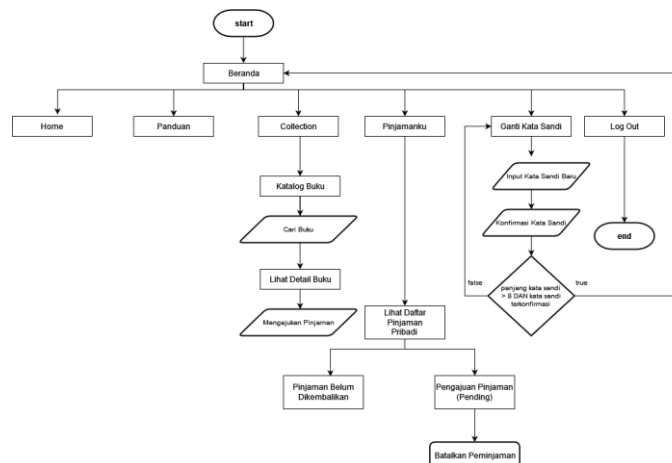 start
Beranda
Home
Panduan
Collection
Pinjamanku
Ganti Kata Sandi
Log Out
Katalog Buku
Input Kata Sandi Baru
Cari Buku
Konfirmasi Kata Sandi
end
Lihat Detail Buku
false
true
panjang kata sandi
> 8 DAN kata sandi
terkonfirmasi
Mengajukan Pinjaman
Lihat Daftar
Pinjaman
Pribadi
Pinjaman Belum
Dikembalikan
Pengajuan Pinjaman
(Pending)
Batalkan Peminjaman